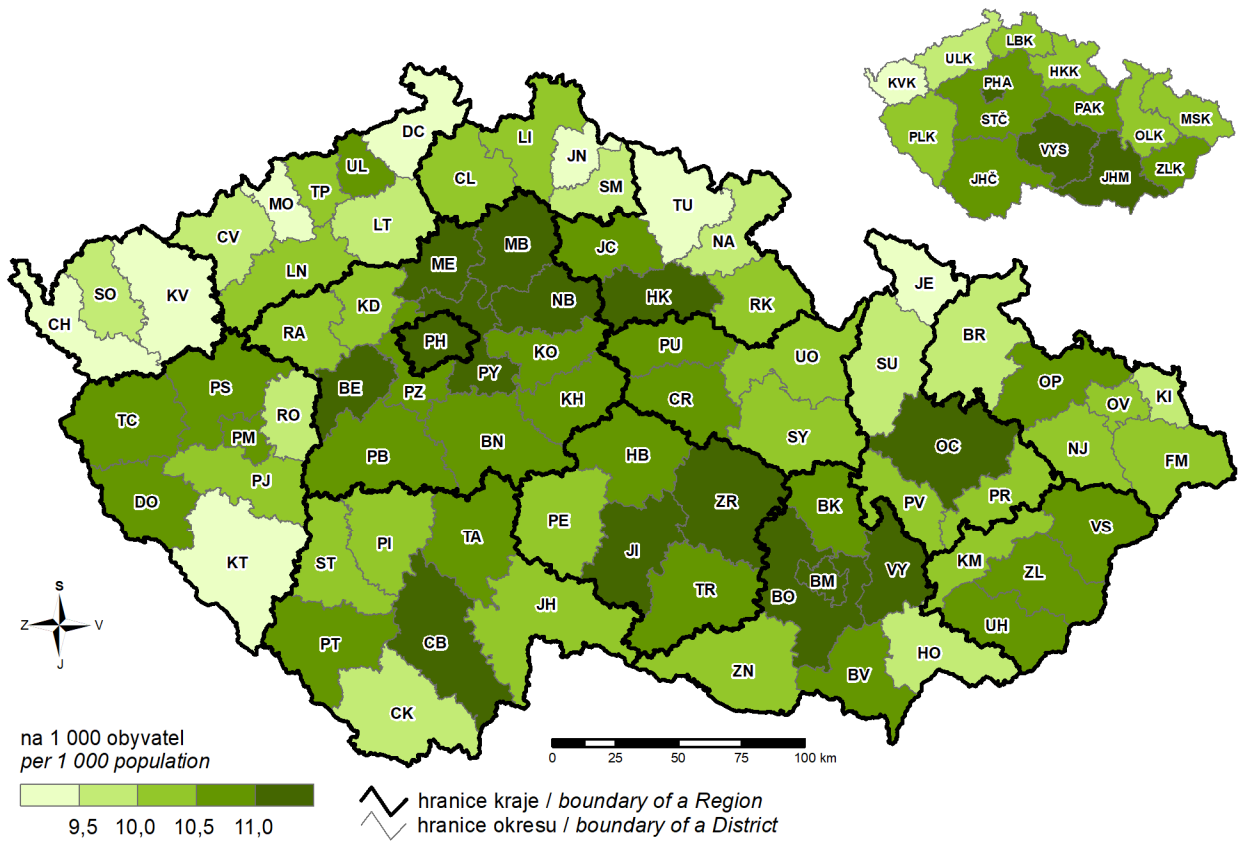 LBK
ULK
HKK
KVK
PHA
PAK
STČ
MSK
PLK
OLK
VYS
ZLK
JHČ
JHM
DC
LI
JN
UL
CL
SM
TP
MO
TU
LT
CV
NA
MB
JC
ME
LN
JE
SO
KV
NB
HK
KD
RK
CH
RA
BR
PH
PU
KO
UO
SU
PY
OP
BE
PS
PZ
KI
KH
CR
OV
RO
TC
PM
BN
SY
OC
NJ
PB
HB
FM
PJ
DO
ZR
PR
PV
BK
PE
VS
TA
PI
JI
KT
ST
KM
VY
ZL
BM
TR
BO
JH
UH
PT
CB
HO
ZN
BV
CK
S
Z V
J
na 1 000 obyvatel
per 1 000 population
9,5 10,0 10,5 11,0
0 25 50 75 100 km
hranice kraje / boundary of a Region
hranice okresu / boundary of a District